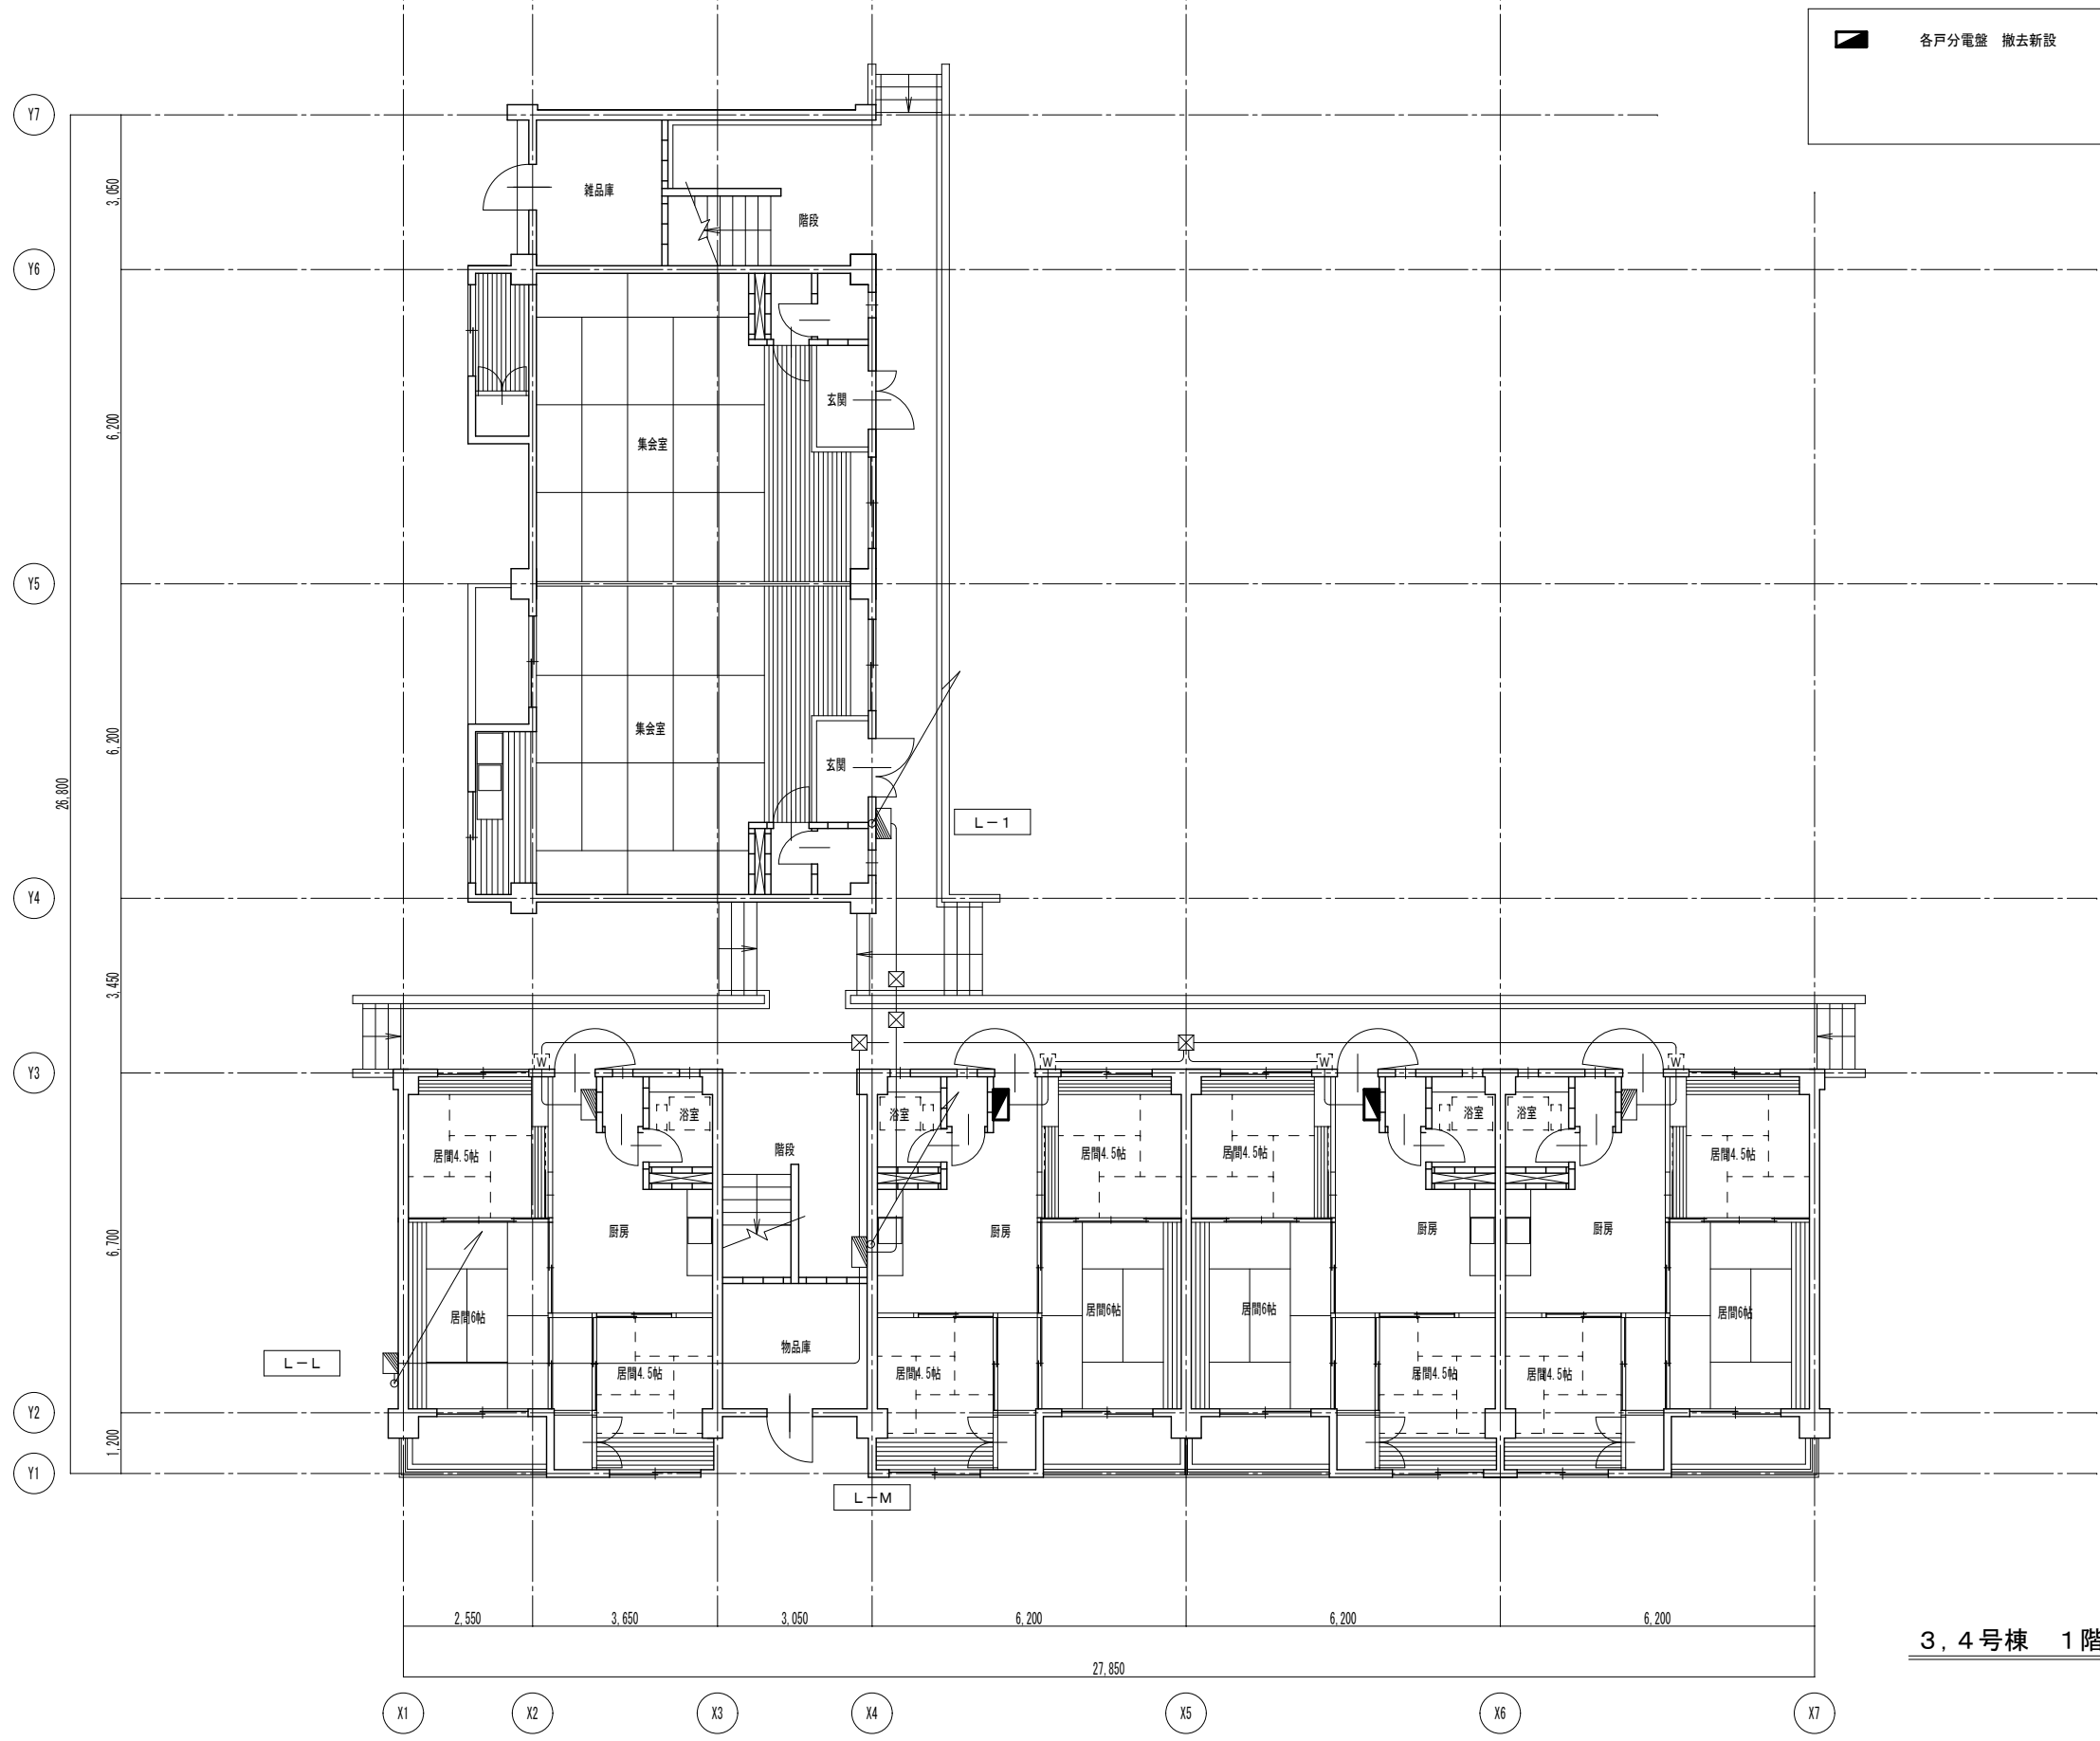 各戸分電盤　撤去新設
Y7
3,050
雑品庫
階段
Y6
玄関
6,200
集会室
Y5
集会室
6,200
玄関
26,800
L－1
Y4
3,450
Y3
W
W
W
W
浴室
浴室
浴室
浴室
階段
居間4.5帖
居間4.5帖
居間4.5帖
居間4.5帖
厨房
厨房
厨房
厨房
6,700
居間6帖
居間6帖
居間6帖
居間6帖
物品庫
L－L
居間4.5帖
居間4.5帖
居間4.5帖
居間4.5帖
Y2
1,200
Y1
L－M
2,550
3,650
3,050
6,200
6,200
6,200
27,850
3,4号棟　1階
X1
X2
X3
X4
X5
X6
X7